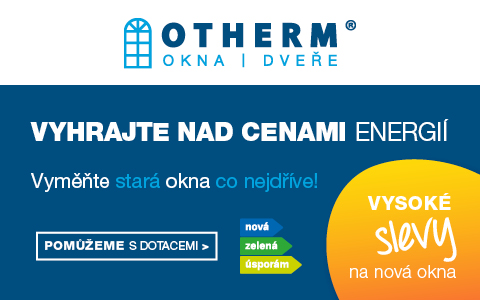 OTHERM®
OKNA | DVEŘE
VYHRAJTE NAD CENAMI ENERGIÍ
Vyměňte stará okna co nejdříve!
POMŮŽEME S DOTACEMI >
nová
zelená
úsporám
VYSOKÉ
slevy
na nová okna